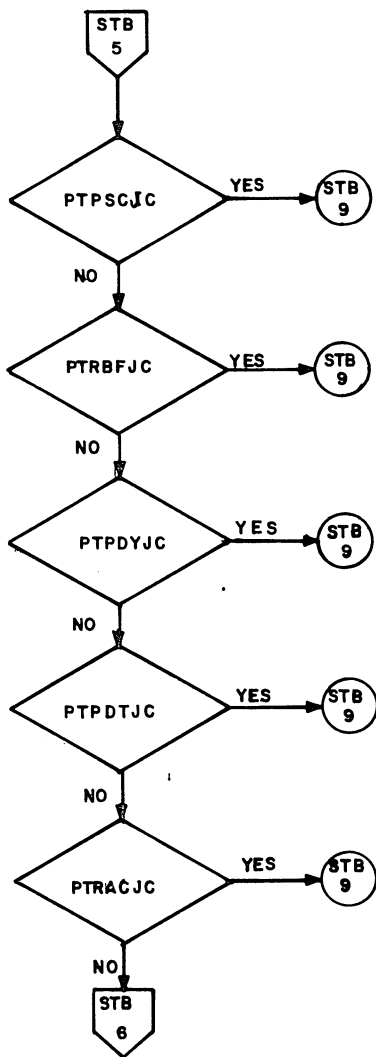 STB
5
PTPSCJC
YES
STB
9
NO
PTRBFJC
YES
STB
9
NO
PTPDYJC
YES
STB
9
NO
PTPDTJC
YES
STB
9
NO
PTRACJC
YES
STB
9
NO
STB
6